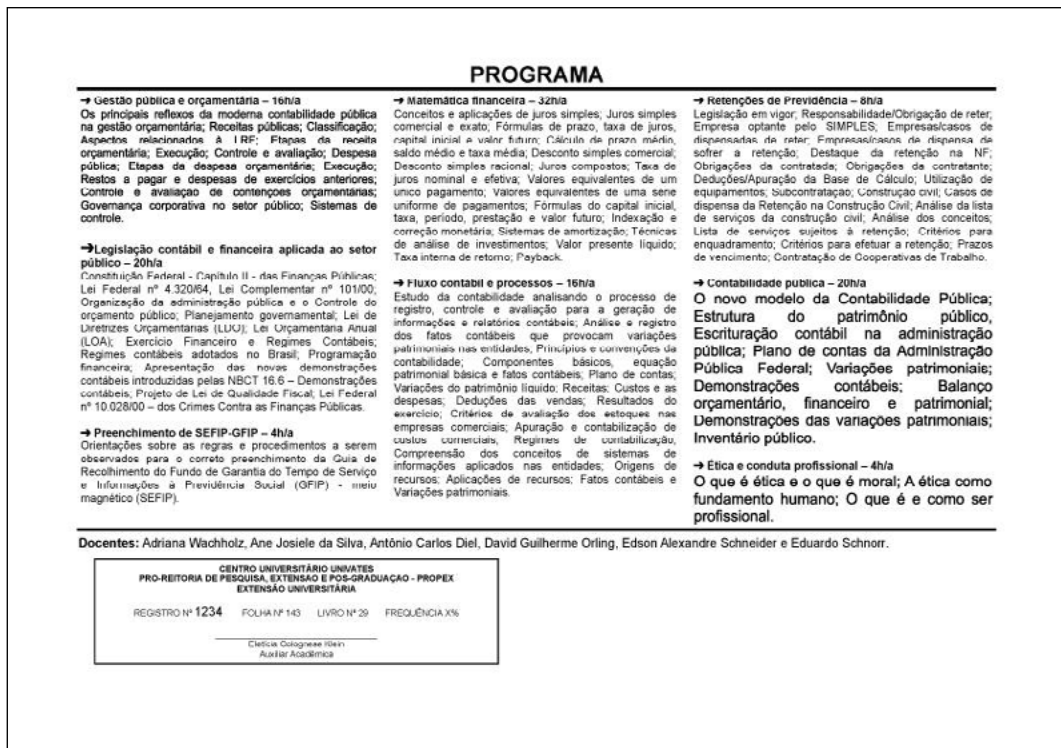 PROGRAMA
➔ Gestão pública e orçamentária – 16h/a
Os principais reflexos da moderna contabilidade pública
na gestão orçamentária; Receitas públicas; Classificação;
Aspectos relacionados à LRF; Etapas da receita
orçamentária; Execução; Controle e avaliação; Despesa
pública; Etapas da despesa orçamentária; Execução;
Restos a pagar e despesas de exercícios anteriores;
Controle e avaliação de contenções orçamentárias;
Governança corporativa no setor público; Sistemas de
controle.
➔Legislação contábil e financeira aplicada ao setor
público – 20h/a
Constituição Federal - Capítulo II - das Finanças Públicas;
Lei Federal nº 4.320/64, Lei Complementar nº 101/00;
Organização da administração pública e o Controle do
orçamento público; Planejamento governamental; Lei de
Diretrizes Orçamentárias (LDO); Lei Orçamentária Anual
(LOA); Exercício Financeiro e Regimes Contábeis;
Regimes contábeis adotados no Brasil; Programação
financeira; Apresentação das novas demonstrações
contábeis introduzidas pelas NBCT 16.6 – Demonstrações
contábeis; Projeto de Lei de Qualidade Fiscal; Lei Federal
nº 10.028/00 – dos Crimes Contra as Finanças Públicas.
➔ Preenchimento de SEFIP-GFIP – 4h/a
Orientações sobre as regras e procedimentos a serem
observados para o correto preenchimento da Guia de
Recolhimento do Fundo de Garantia do Tempo de Serviço
e Informações à Previdência Social (GFIP) - meio
magnético (SEFIP).
➔ Matemática financeira – 32h/a
Conceitos e aplicações de juros simples; Juros simples
comercial e exato; Fórmulas de prazo, taxa de juros,
capital inicial e valor futuro; Cálculo de prazo médio,
saldo médio e taxa média; Desconto simples comercial;
Desconto simples racional; Juros compostos; Taxa de
juros nominal e efetiva; Valores equivalentes de um
único pagamento; Valores equivalentes de uma série
uniforme de pagamentos; Fórmulas do capital inicial,
taxa, período, prestação e valor futuro; Indexação e
correção monetária; Sistemas de amortização; Técnicas
de análise de investimentos; Valor presente líquido;
Taxa interna de retorno; Payback.
➔ Fluxo contábil e processos – 16h/a
Estudo da contabilidade analisando o processo de
registro, controle e avaliação para a geração de
informações e relatórios contábeis; Análise e registro
dos fatos contábeis que provocam variações
patrimoniais nas entidades; Princípios e convenções da
contabilidade; Componentes básicos, equação
patrimonial básica e fatos contábeis; Plano de contas;
Variações do patrimônio líquido; Receitas; Custos e as
despesas; Deduções das vendas; Resultados do
exercício; Critérios de avaliação dos estoques nas
empresas comerciais; Apuração e contabilização de
custos comerciais; Regimes de contabilização;
Compreensão dos conceitos de sistemas de
informações aplicados nas entidades; Origens de
recursos; Aplicações de recursos; Fatos contábeis e
Variações patrimoniais.
➔ Retenções de Previdência – 8h/a
Legislação em vigor; Responsabilidade/Obrigação de reter;
Empresa optante pelo SIMPLES; Empresas/casos de
dispensadas de reter; Empresas/casos de dispensa de
sofrer a retenção; Destaque da retenção na NF;
Obrigações da contratada; Obrigações da contratante;
Deduções/Apuração da Base de Cálculo; Utilização de
equipamentos; Subcontratação; Construção civil; Casos de
dispensa da Retenção na Construção Civil; Análise da lista
de serviços da construção civil; Análise dos conceitos;
Lista de serviços sujeitos à retenção; Critérios para
enquadramento; Critérios para efetuar a retenção; Prazos
de vencimento; Contratação de Cooperativas de Trabalho.
➔ Contabilidade pública – 20h/a
O novo modelo da Contabilidade Pública;
Estrutura do patrimônio público,
Escrituração contábil na administração
pública; Plano de contas da Administração
Pública Federal; Variações patrimoniais;
Demonstrações contábeis; Balanço
orçamentário, financeiro e patrimonial;
Demonstrações das variações patrimoniais;
Inventário público.
➔ Ética e conduta profissional – 4h/a
O que é ética e o que é moral; A ética como
fundamento humano; O que é e como ser
profissional.
Docentes: Adriana Wachholz, Ane Josiele da Silva, Antônio Carlos Diel, David Guilherme Orling, Edson Alexandre Schneider e Eduardo Schnorr.
CENTRO UNIVERSITÁRIO UNIVATES
PRÓ-REITORIA DE PESQUISA, EXTENSÃO E PÓS-GRADUAÇÃO - PROPEX
EXTENSÃO UNIVERSITÁRIA
REGISTRO Nº 1234 FOLHA Nº 143 LIVRO Nº 29 FREQUÊNCIA X%
Cletícia Colognese Klein
Auxiliar Acadêmica